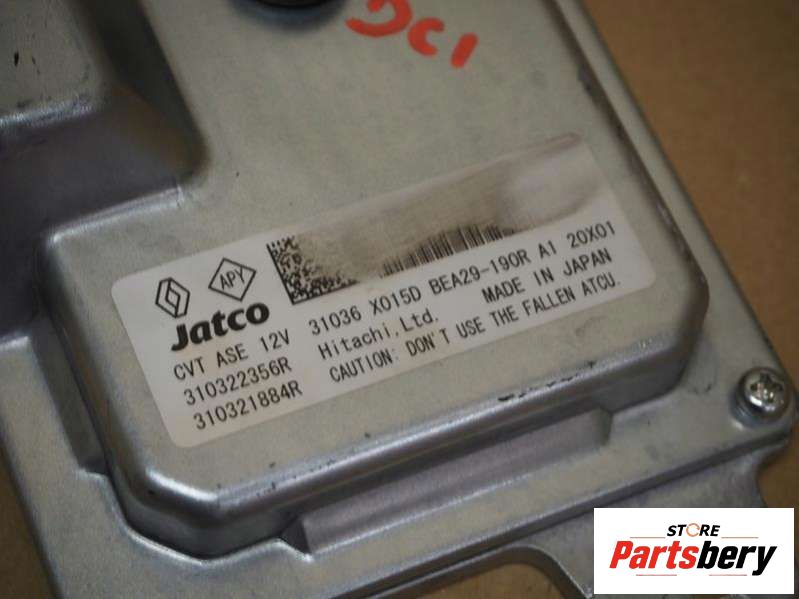 DCI
APY
Jatco
CVT ASE 12V
310322356R
310321884R
31036 X015D BEA29-190R A1 20X01
Hitachi,Ltd. MADE IN JAPAN
CAUTION: DON'T USE THE FALLEN ATCU.
STORE
Partsbery